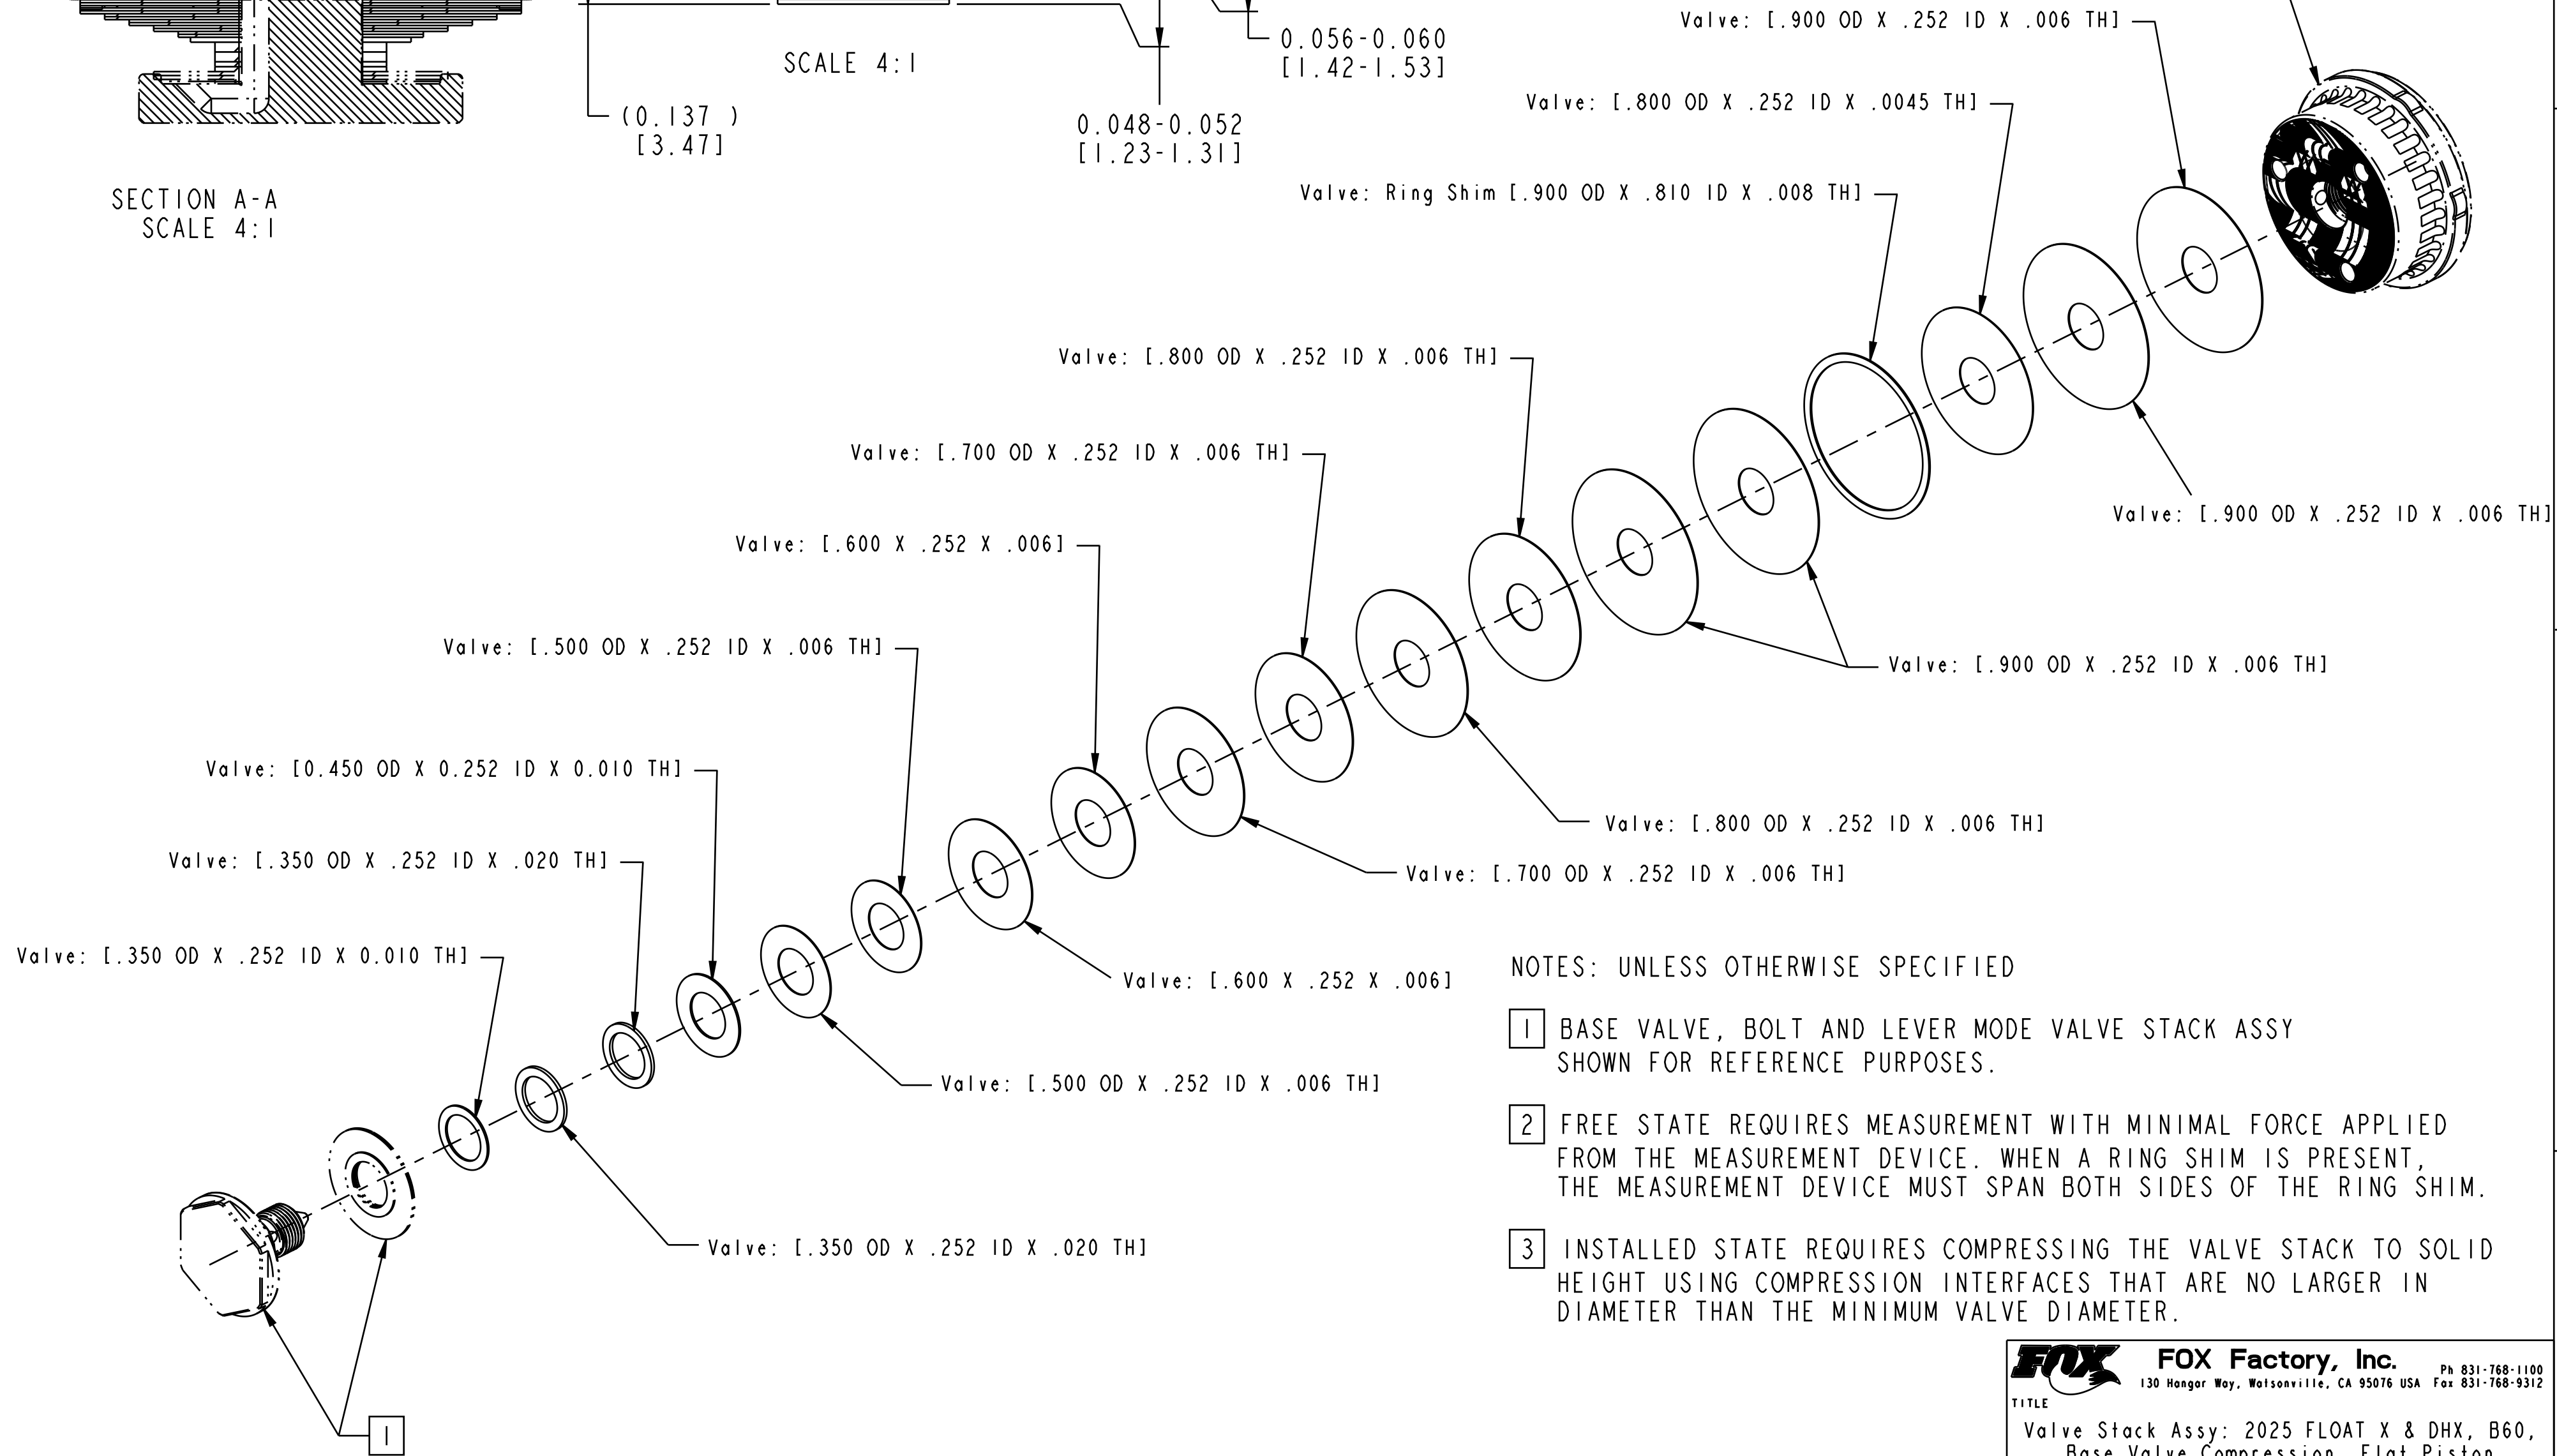 Valve: [.900 OD X .252 ID X .006 TH]
0.056-0.060
[1.42-1.53]
SCALE 4:1
Valve: [.800 OD X .252 ID X .0045 TH]
(0.137 )
[3.47]
0.048-0.052
[1.23-1.31]
SECTION A-A
SCALE 4:1
Valve: Ring Shim [.900 OD X .810 ID X .008 TH]
Valve: [.800 OD X .252 ID X .006 TH]
Valve: [.700 OD X .252 ID X .006 TH]
Valve: [.900 OD X .252 ID X .006 TH]
Valve: [.600 X .252 X .006]
Valve: [.500 OD X .252 ID X .006 TH]
Valve: [.900 OD X .252 ID X .006 TH]
Valve: [0.450 OD X 0.252 ID X 0.010 TH]
Valve: [.800 OD X .252 ID X .006 TH]
Valve: [.350 OD X .252 ID X .020 TH]
Valve: [.700 OD X .252 ID X .006 TH]
Valve: [.350 OD X .252 ID X 0.010 TH]
Valve: [.600 X .252 X .006]
Valve: [.500 OD X .252 ID X .006 TH]
Valve: [.350 OD X .252 ID X .020 TH]
1
NOTES: UNLESS OTHERWISE SPECIFIED
1 BASE VALVE, BOLT AND LEVER MODE VALVE STACK ASSY
SHOWN FOR REFERENCE PURPOSES.
2 FREE STATE REQUIRES MEASUREMENT WITH MINIMAL FORCE APPLIED
FROM THE MEASUREMENT DEVICE. WHEN A RING SHIM IS PRESENT,
THE MEASUREMENT DEVICE MUST SPAN BOTH SIDES OF THE RING SHIM.
3 INSTALLED STATE REQUIRES COMPRESSING THE VALVE STACK TO SOLID
HEIGHT USING COMPRESSION INTERFACES THAT ARE NO LARGER IN
DIAMETER THAN THE MINIMUM VALVE DIAMETER.
FOX FOX Factory, Inc. Ph 831-768-1100
130 Hangar Way, Watsonville, CA 95076 USA Fax 831-768-9312
TITLE
Valve Stack Assy: 2025 FLOAT X & DHX, B60,
Base Valve Compression, Flat Piston